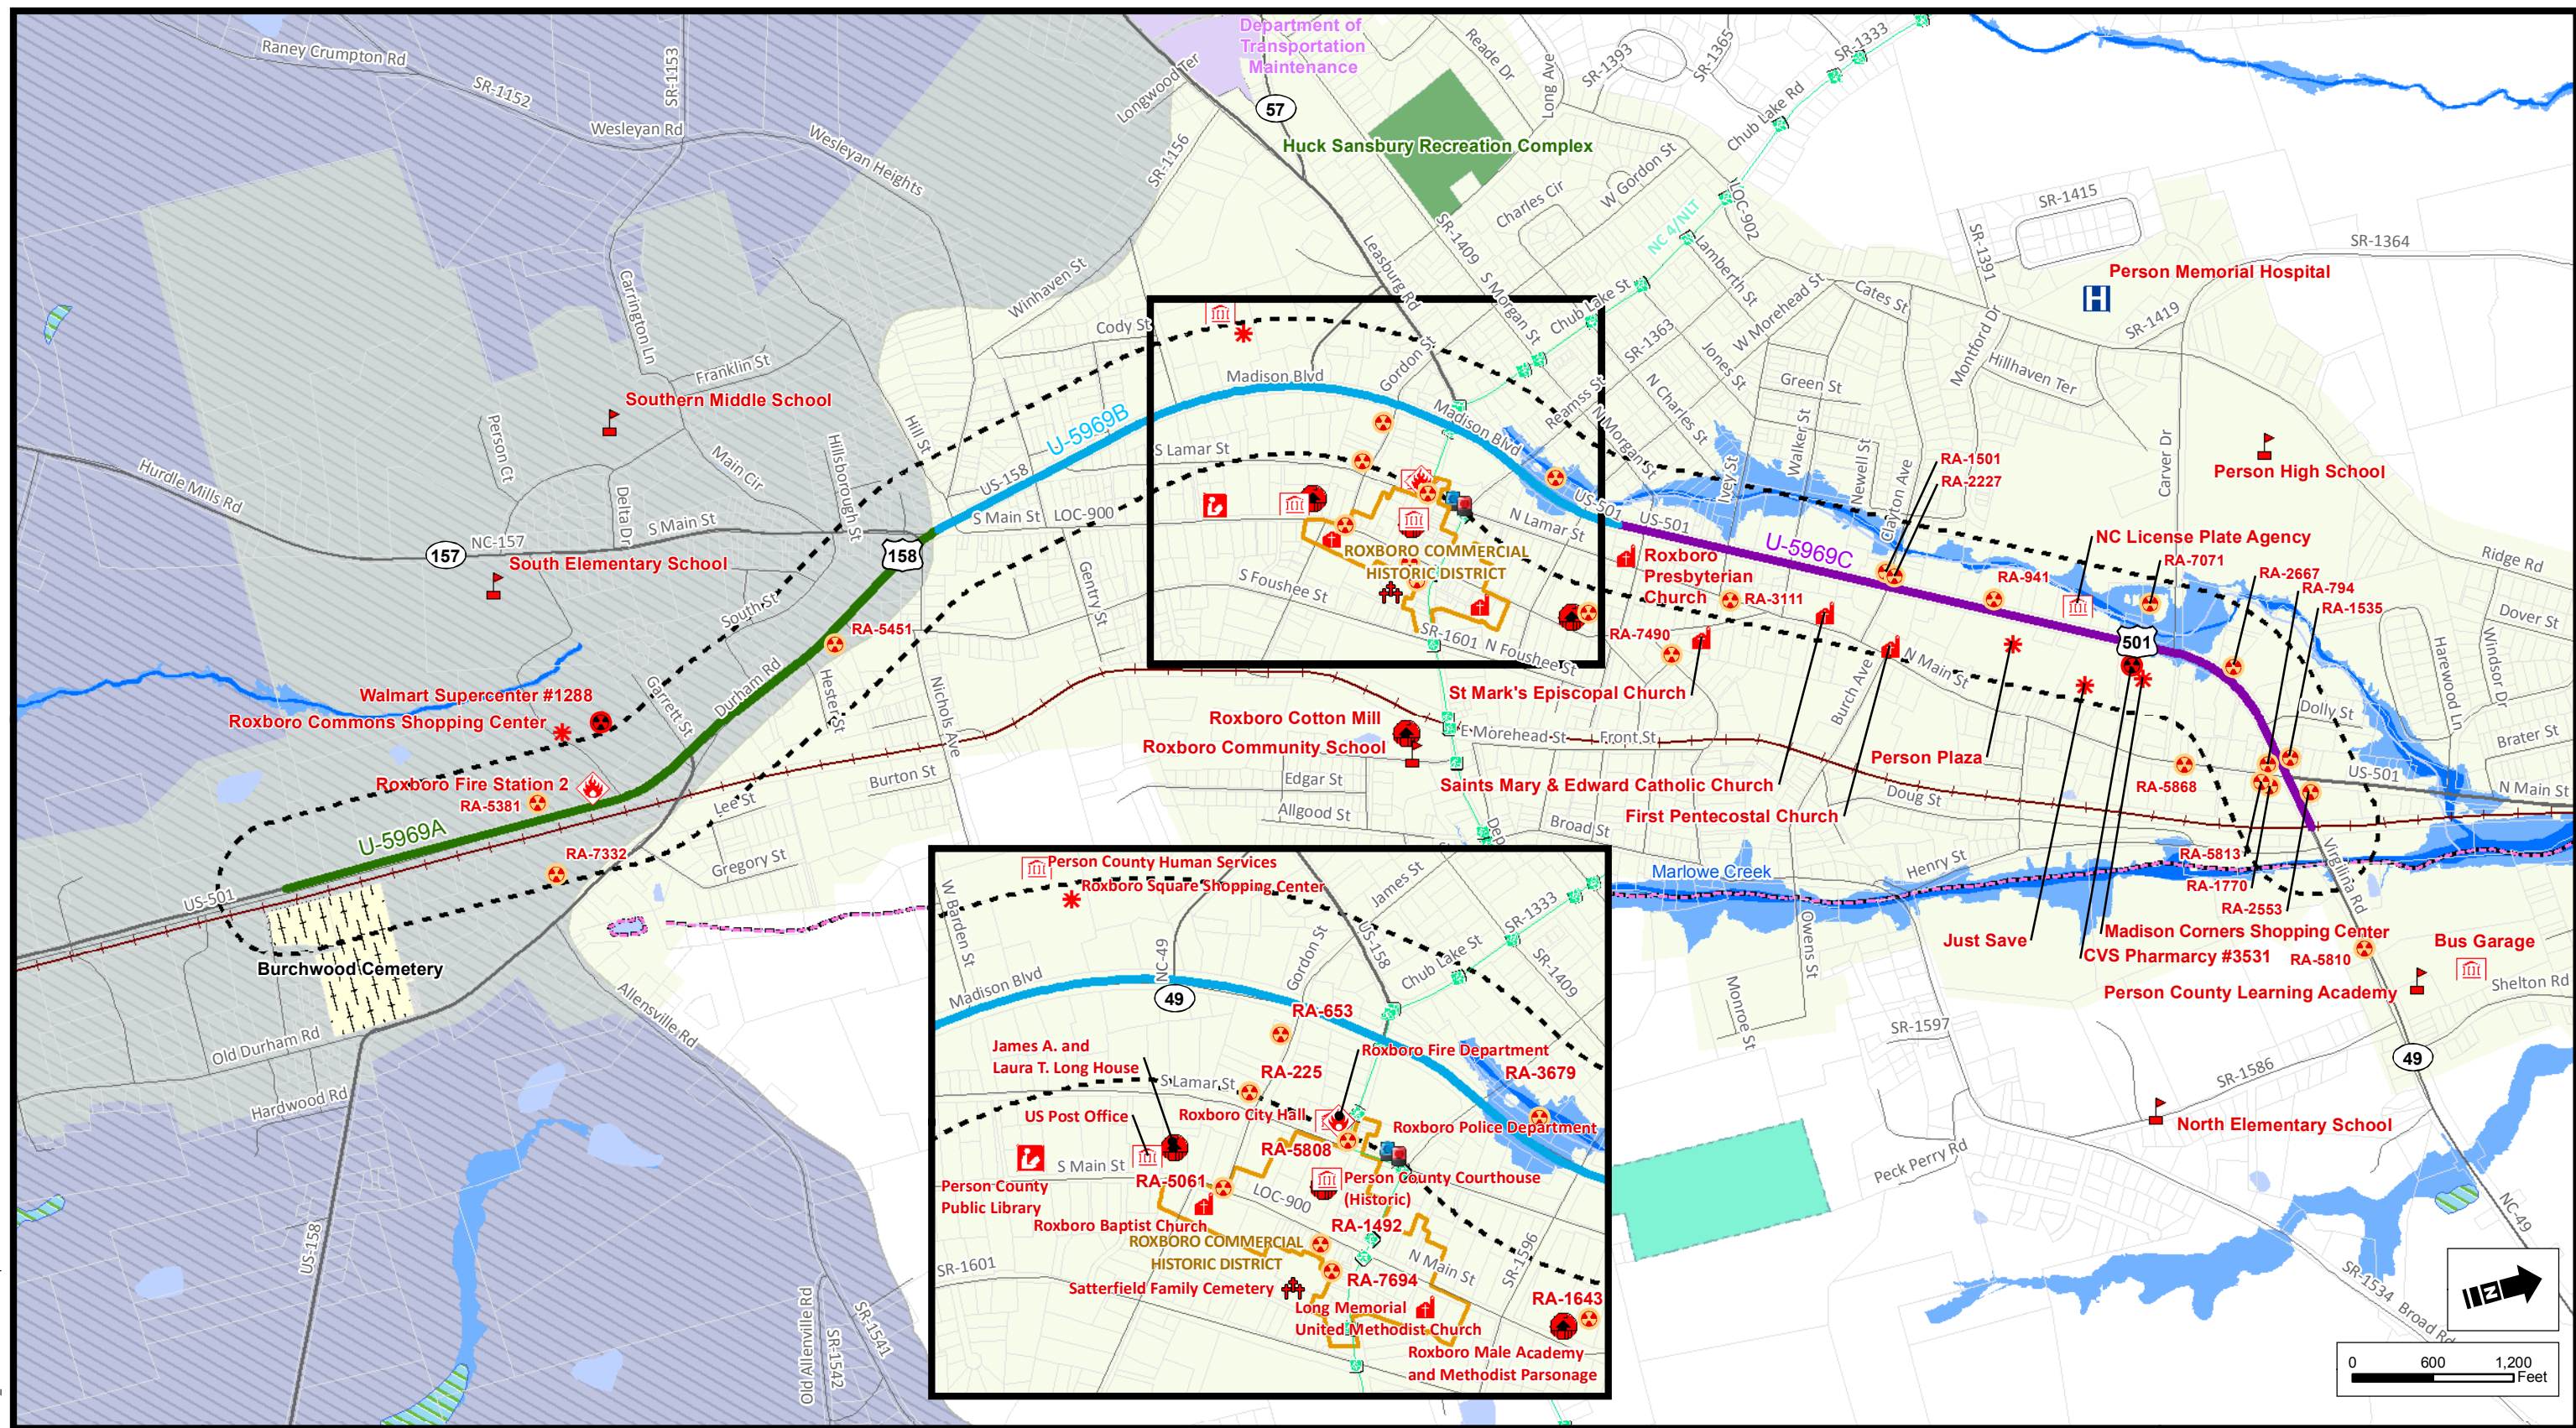 Department of
Transportation
Maintenance
Raney Crumpton Rd
SR-1152
SR-1153
Wesleyan Rd
Wesleyan Heights
Longwood Ter
SR-1156
57
Reade Dr
Long Ave
SR-1393
SR-1365
SR-1333
Chub Lake Rd
Huck Sansbury Recreation Complex
Charles Cir
W Gordon St
LOC-902
NC 4/NLT
SR-1409
Leasburg Rd
S Morgan St
Chub Lake St
Lamberth St
SR-1363
W Morehead St
Jones St
Cates St
SR-1391
SR-1415
SR-1364
Person Memorial Hospital
H
SR-1419
Montford Dr
Hillhaven Ter
Green St
Carrington Ln
Franklin St
Southern Middle School
Person Ct
Main Cir
Delta Dr
Hillsborough St
Hill St
Winhaven St
Cody St
Madison Blvd
Gordon St
Madison Blvd
Reamss St
N Morgan St
N Charles St
Ivey St
Walker St
Newell St
Clayton Ave
RA-1501
RA-2227
Carver Dr
Person High School
U-5969B
US-158
S Lamar St
Hurdle Mills Rd
157
NC-157
S Main St
158
S Main St
LOC-900
South Elementary School
South St
Gentry St
S Foushee St
ROXBORO COMMERCIAL
HISTORIC DISTRICT
N Lamar St
US-501
US-501
U-5969C
Roxboro
Presbyterian
Church
RA-3111
RA-941
NC License Plate Agency
RA-7071
RA-2667
RA-794
RA-1535
Ridge Rd
Dover St
Windsor Dr
Harewood Ln
501
RA-5451
Hester St
Durham Rd
Garrett St
Nichols Ave
SR-1601
N Foushee St
RA-7490
N Main St
Burch Ave
St Mark's Episcopal Church
Walmart Supercenter #1288
Roxboro Commons Shopping Center
Roxboro Cotton Mill
Roxboro Community School
E Morehead St
Front St
Dolly St
Brater St
Person Plaza
US-501
N Main St
Roxboro Fire Station 2
RA-5381
Burton St
Edgar St
Allgood St
Lee St
Saints Mary & Edward Catholic Church
First Pentecostal Church
Broad St
Doug St
RA-5868
U-5969A
RA-7332
Gregory St
Marlowe Creek
Henry St
RA-5813
RA-1770
RA-2553
Virgilina Rd
US-501
Burchwood Cemetery
Owens St
Just Save
Madison Corners Shopping Center
CVS Pharmarcy #3531
RA-5810
Bus Garage
Person County Learning Academy
Shelton Rd
Allensville Rd
Old Durham Rd
Hardwood Rd
Monroe St
SR-1597
SR-1586
49
North Elementary School
Peck Perry Rd
NC-49
SR-1534
Broad Rd
US-158
Old Allenville Rd
SR-1542
SR-1541
Person County Human Services
Roxboro Square Shopping Center
W Barden St
James St
SR-1333
US-158
Chub Lake St
SR-1409
Gordon St
NC-49
49
Madison Blvd
RA-653
James A. and
Laura T. Long House
Roxboro Fire Department
RA-225
RA-3679
S Lamar St
US Post Office
Roxboro City Hall
Roxboro Police Department
RA-5808
S Main St
RA-5061
Person County
Public Library
LOC-900
Person County Courthouse
(Historic)
Roxboro Baptist Church
RA-1492
ROXBORO COMMERCIAL
HISTORIC DISTRICT
N Main St
SR-1596
SR-1601
Satterfield Family Cemetery
RA-7694
Long Memorial
United Methodist Church
RA-1643
Roxboro Male Academy
and Methodist Parsonage
N
0 600 1,200
Feet